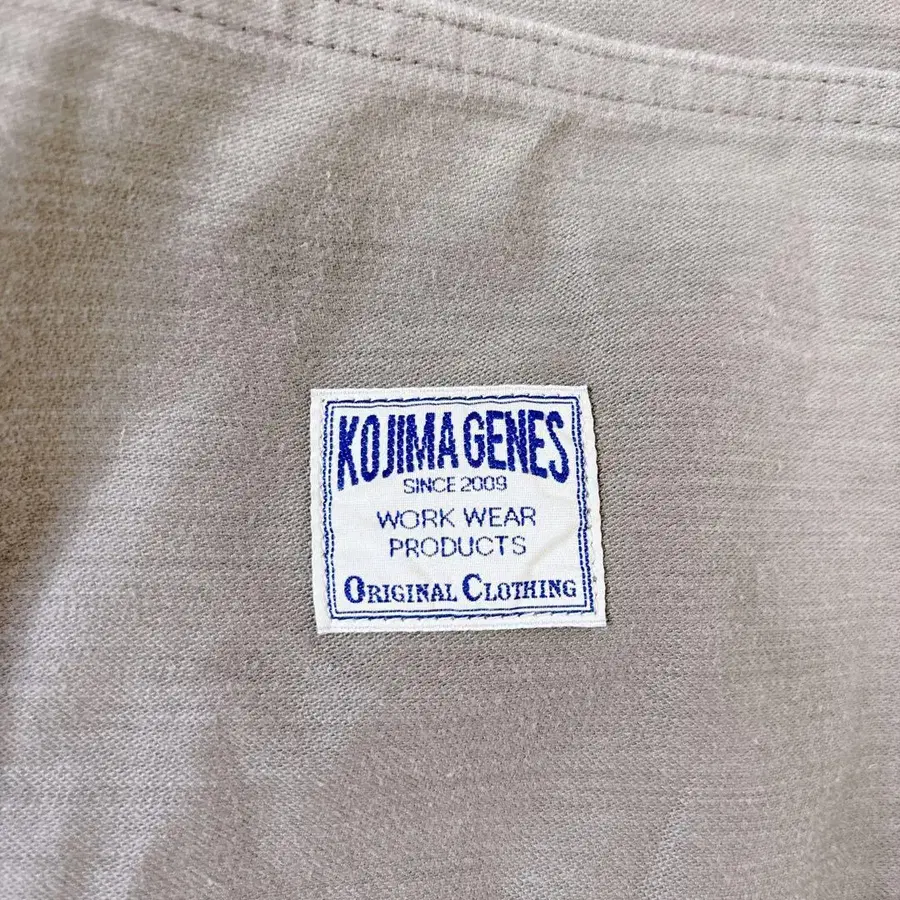 KOJIMA GENES
SINCE 2009
WORK WEAR
PRODUCTS
ORIGINAL CLOTHING